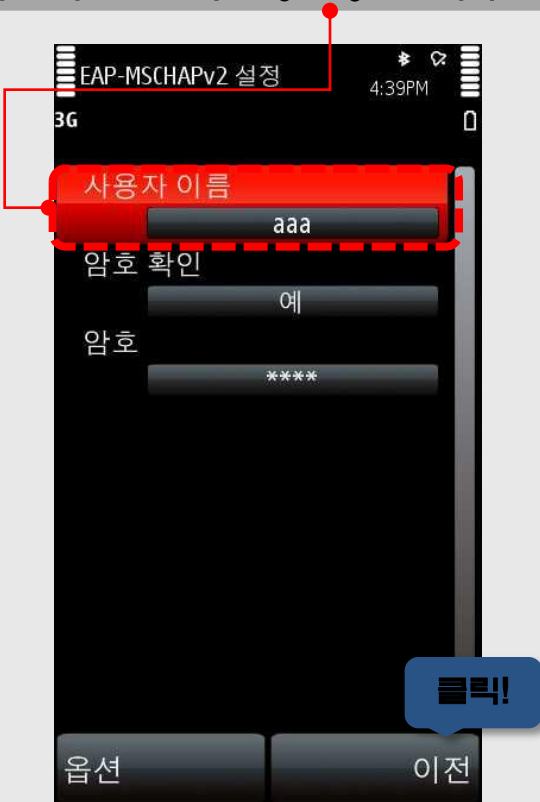 EAP-MSCHAPv2 설정
4:39PM
3G
사용자 이름
aaa
암호 확인
예
암호
****
클릭!
옵션
이전